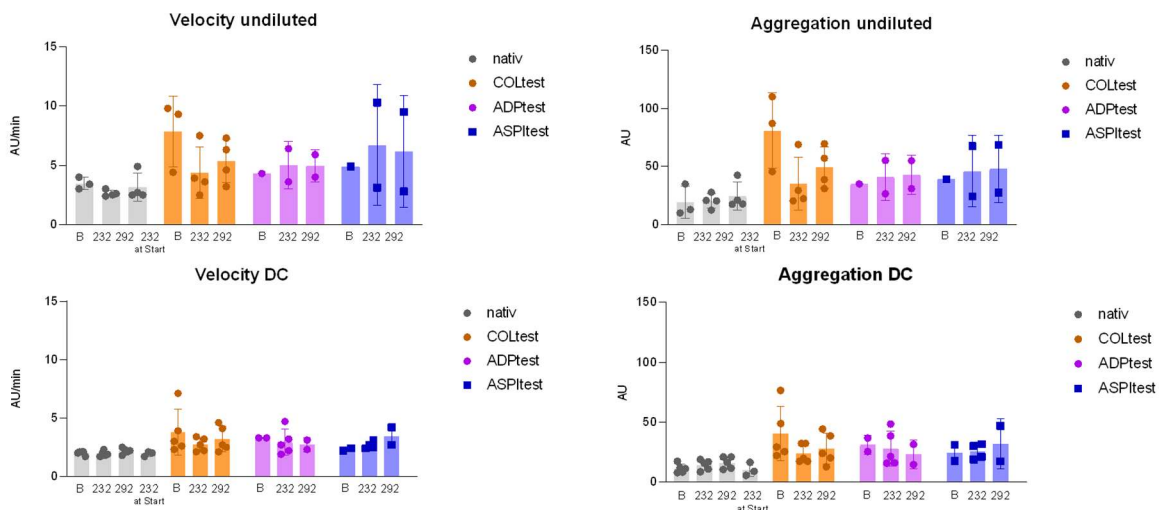 Velocity undiluted
15
10
5
0
AU/min
B 232 292 232 B 232 292 B 232 292 B 232 292
at Start
nativ
COLtest
ADPtest
ASPItest
Aggregation undiluted
150
100
50
0
AU
B 232 292 232 B 232 292 B 232 292 B 232 292
at Start
nativ
COLtest
ADPtest
ASPItest
Velocity DC
15
10
5
0
AU/min
B 232 292 232 B 232 292 B 232 292 B 232 292
at Start
nativ
COLtest
ADPtest
ASPItest
Aggregation DC
150
100
50
0
AU
B 232 292 232 B 232 292 B 232 292 B 232 292
at Start
nativ
COLtest
ADPtest
ASPItest